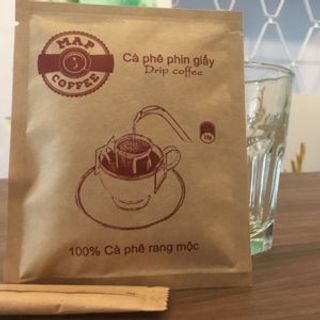 MAP
COFFEE
Cà phê phin giấy
Drip coffee
100% Cà phê rang mộc